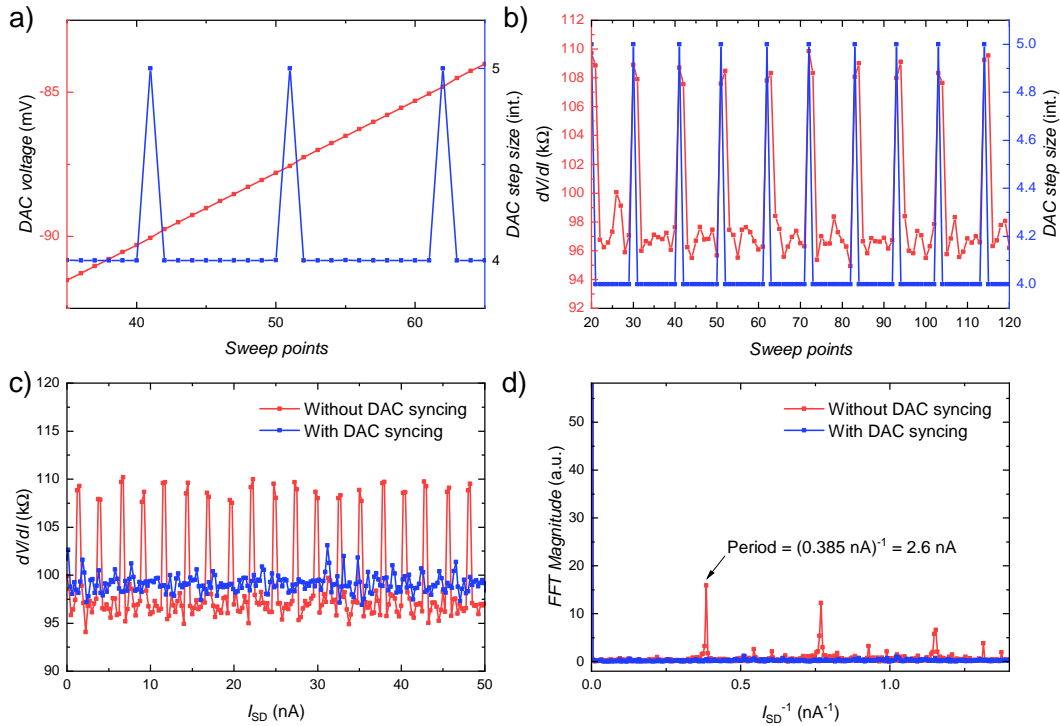 a)
DAC voltage (mV)
-85
-90
5
4
DAC step size (int.)
40 50 60
Sweep points
b)
dV/dI (kΩ)
112
110
108
106
104
102
100
98
96
94
92
5.0
4.8
4.6
4.4
4.2
4.0
DAC step size (int.)
20 30 40 50 60 70 80 90 100 110 120
Sweep points
c)
dV/dI (kΩ)
120
115
110
105
100
95
90
Without DAC syncing
With DAC syncing
0 10 20 30 40 50
I_SD (nA)
d)
FFT Magnitude (a.u.)
50
40
30
20
10
0
Without DAC syncing
With DAC syncing
Period = (0.385 nA)⁻¹ = 2.6 nA
0.0 0.5 1.0
I_SD⁻¹ (nA⁻¹)